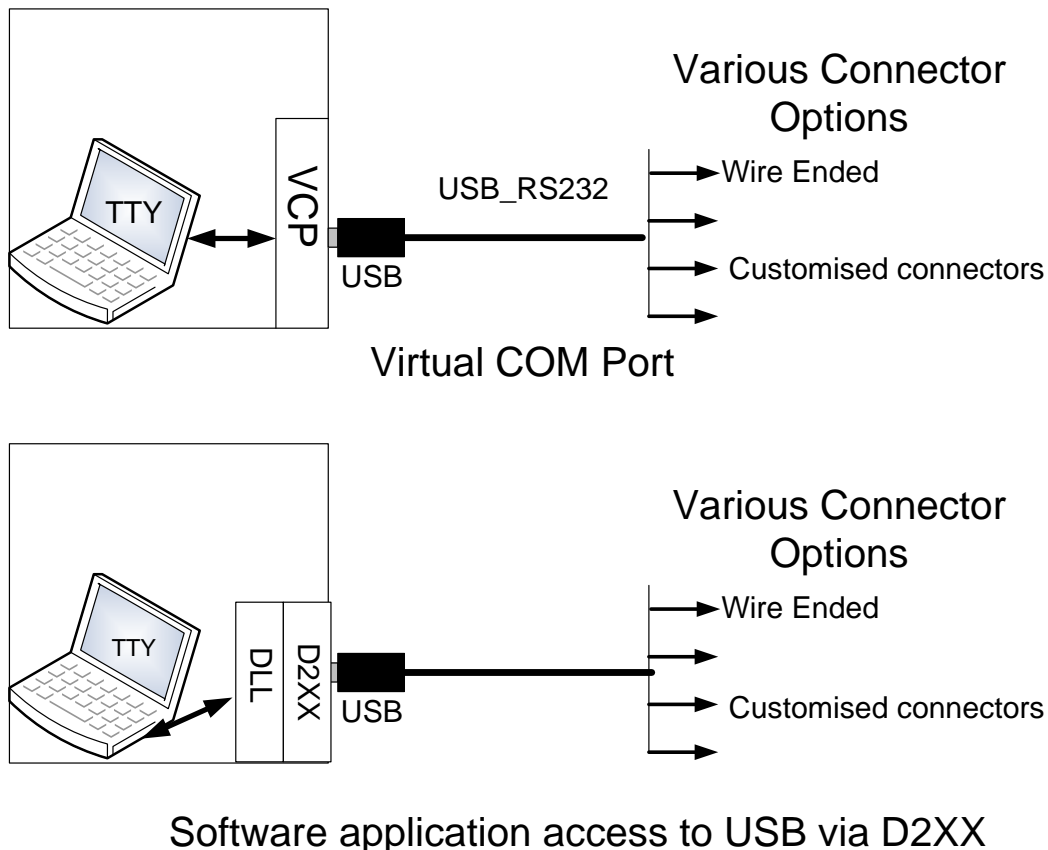 Various Connector
Options
Wire Ended
USB_RS232
TTY
VCP
USB
Customised connectors
Virtual COM Port
Various Connector
Options
Wire Ended
TTY
DLL
D2XX
USB
Customised connectors
Software application access to USB via D2XX